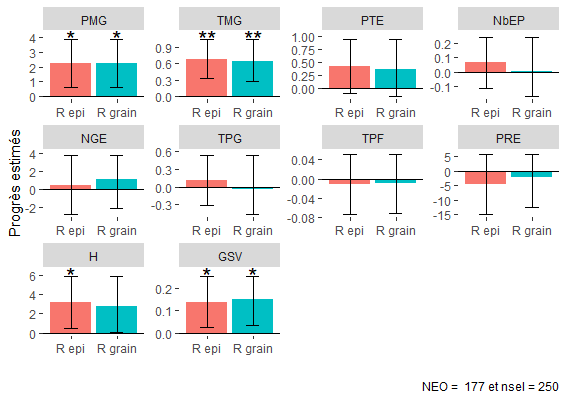 PMG TMG PTE NbEP
* * ** **
4 3 2 1 0
0.9 0.6 0.3 0.0
1.00 0.75 0.50 0.25 0.00
0.2 0.1 0.0 -0.1
R epi R grain R epi R grain R epi R grain R epi R grain
NGE TPG TPF PRE
4 2 0 -2
0.6 0.3 0.0 -0.3
0.04 0.00 -0.04 -0.08
5 0 -5 -10 -15
R epi R grain R epi R grain R epi R grain R epi R grain
H GSV
* * *
6 4 2 0
0.2 0.1 0.0
R epi R grain R epi R grain
Progrès estimés
NEO = 177 et nsel = 250